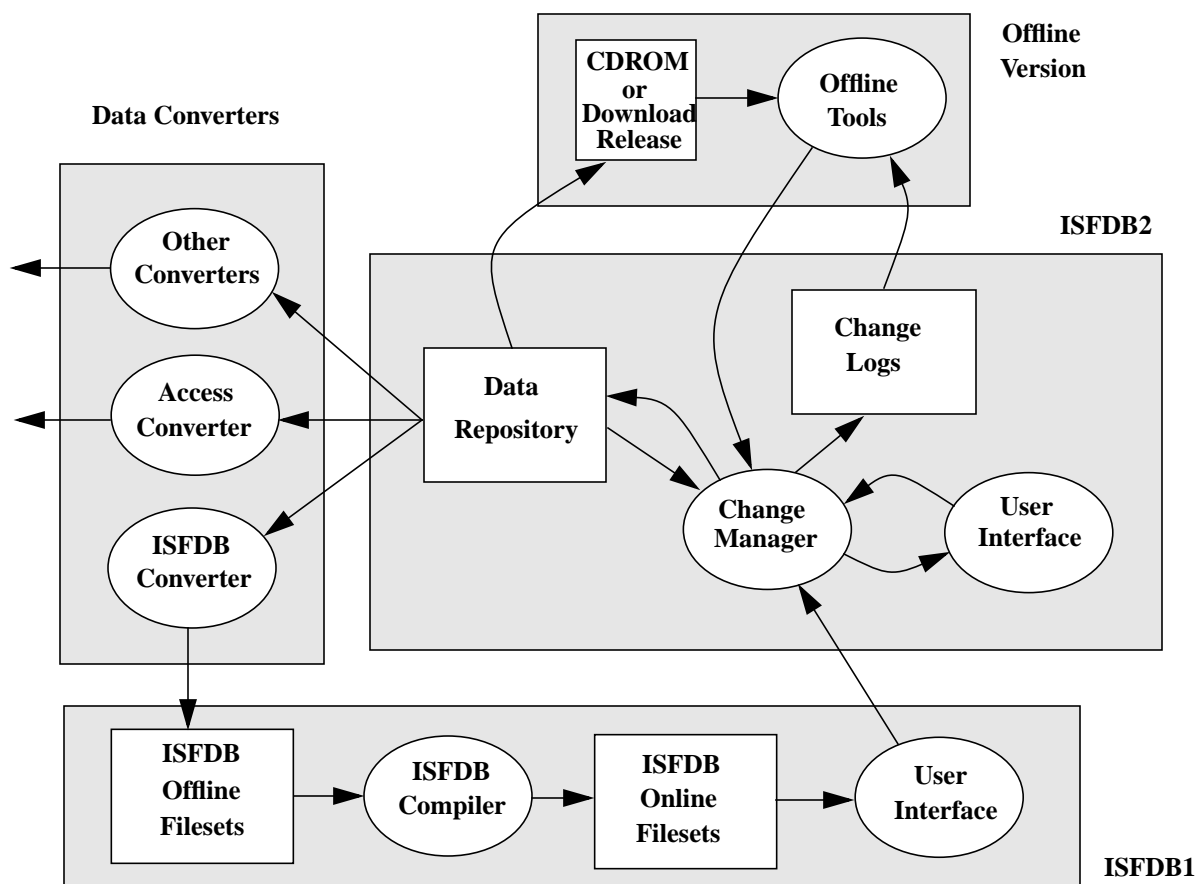 Offline
Version
CDROM
or
Download
Release
Offline
Tools
Data Converters
ISFDB2
Other
Converters
Access
Converter
ISFDB
Converter
Data
Repository
Change
Logs
Change
Manager
User
Interface
ISFDB
Offline
Filesets
ISFDB
Compiler
ISFDB
Online
Filesets
User
Interface
ISFDB1